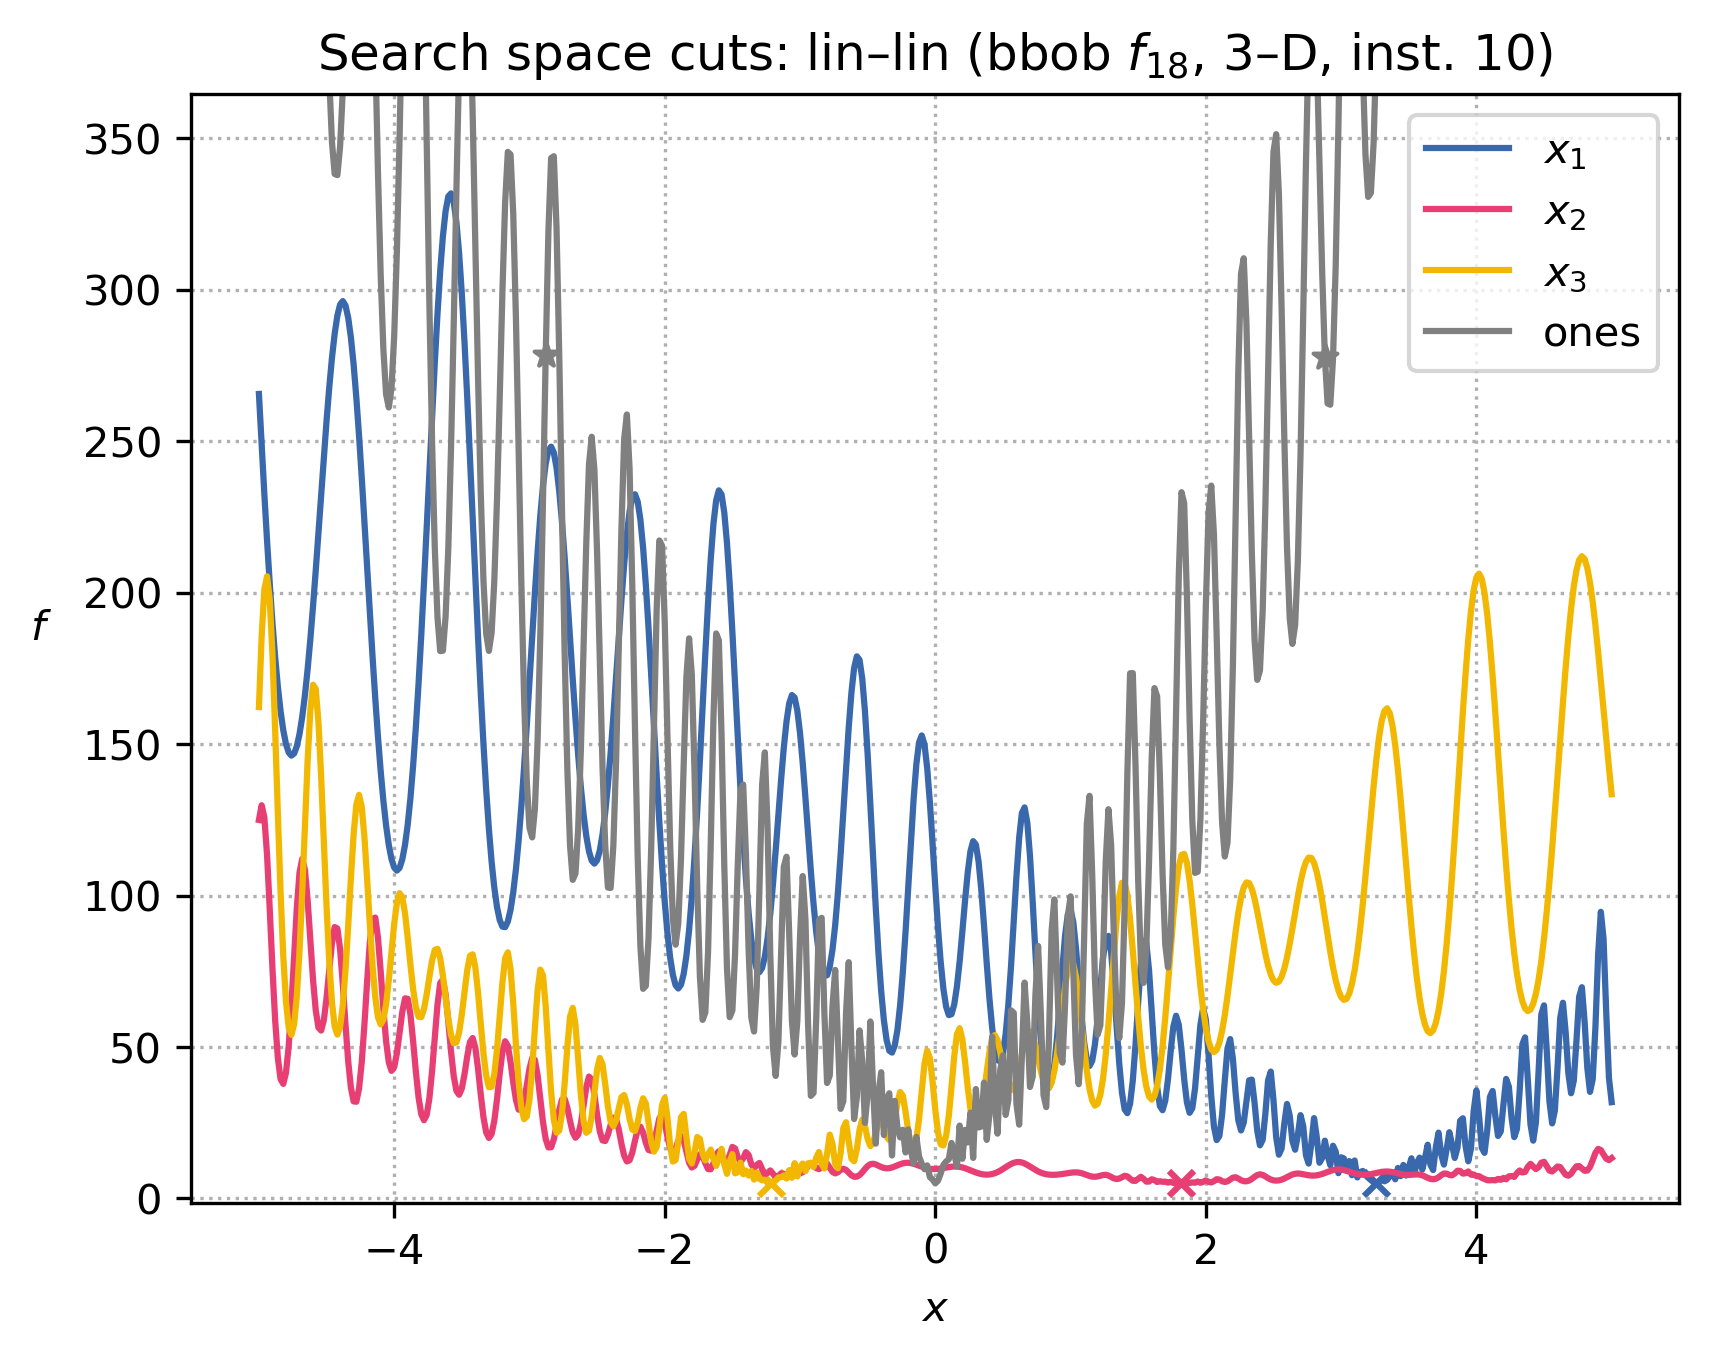 Search space cuts: lin–lin (bbob f₁₈, 3–D, inst. 10)
350
300
250
200
150
100
50
0
f
x₁
x₂
x₃
ones
−4 −2 0 2 4
x